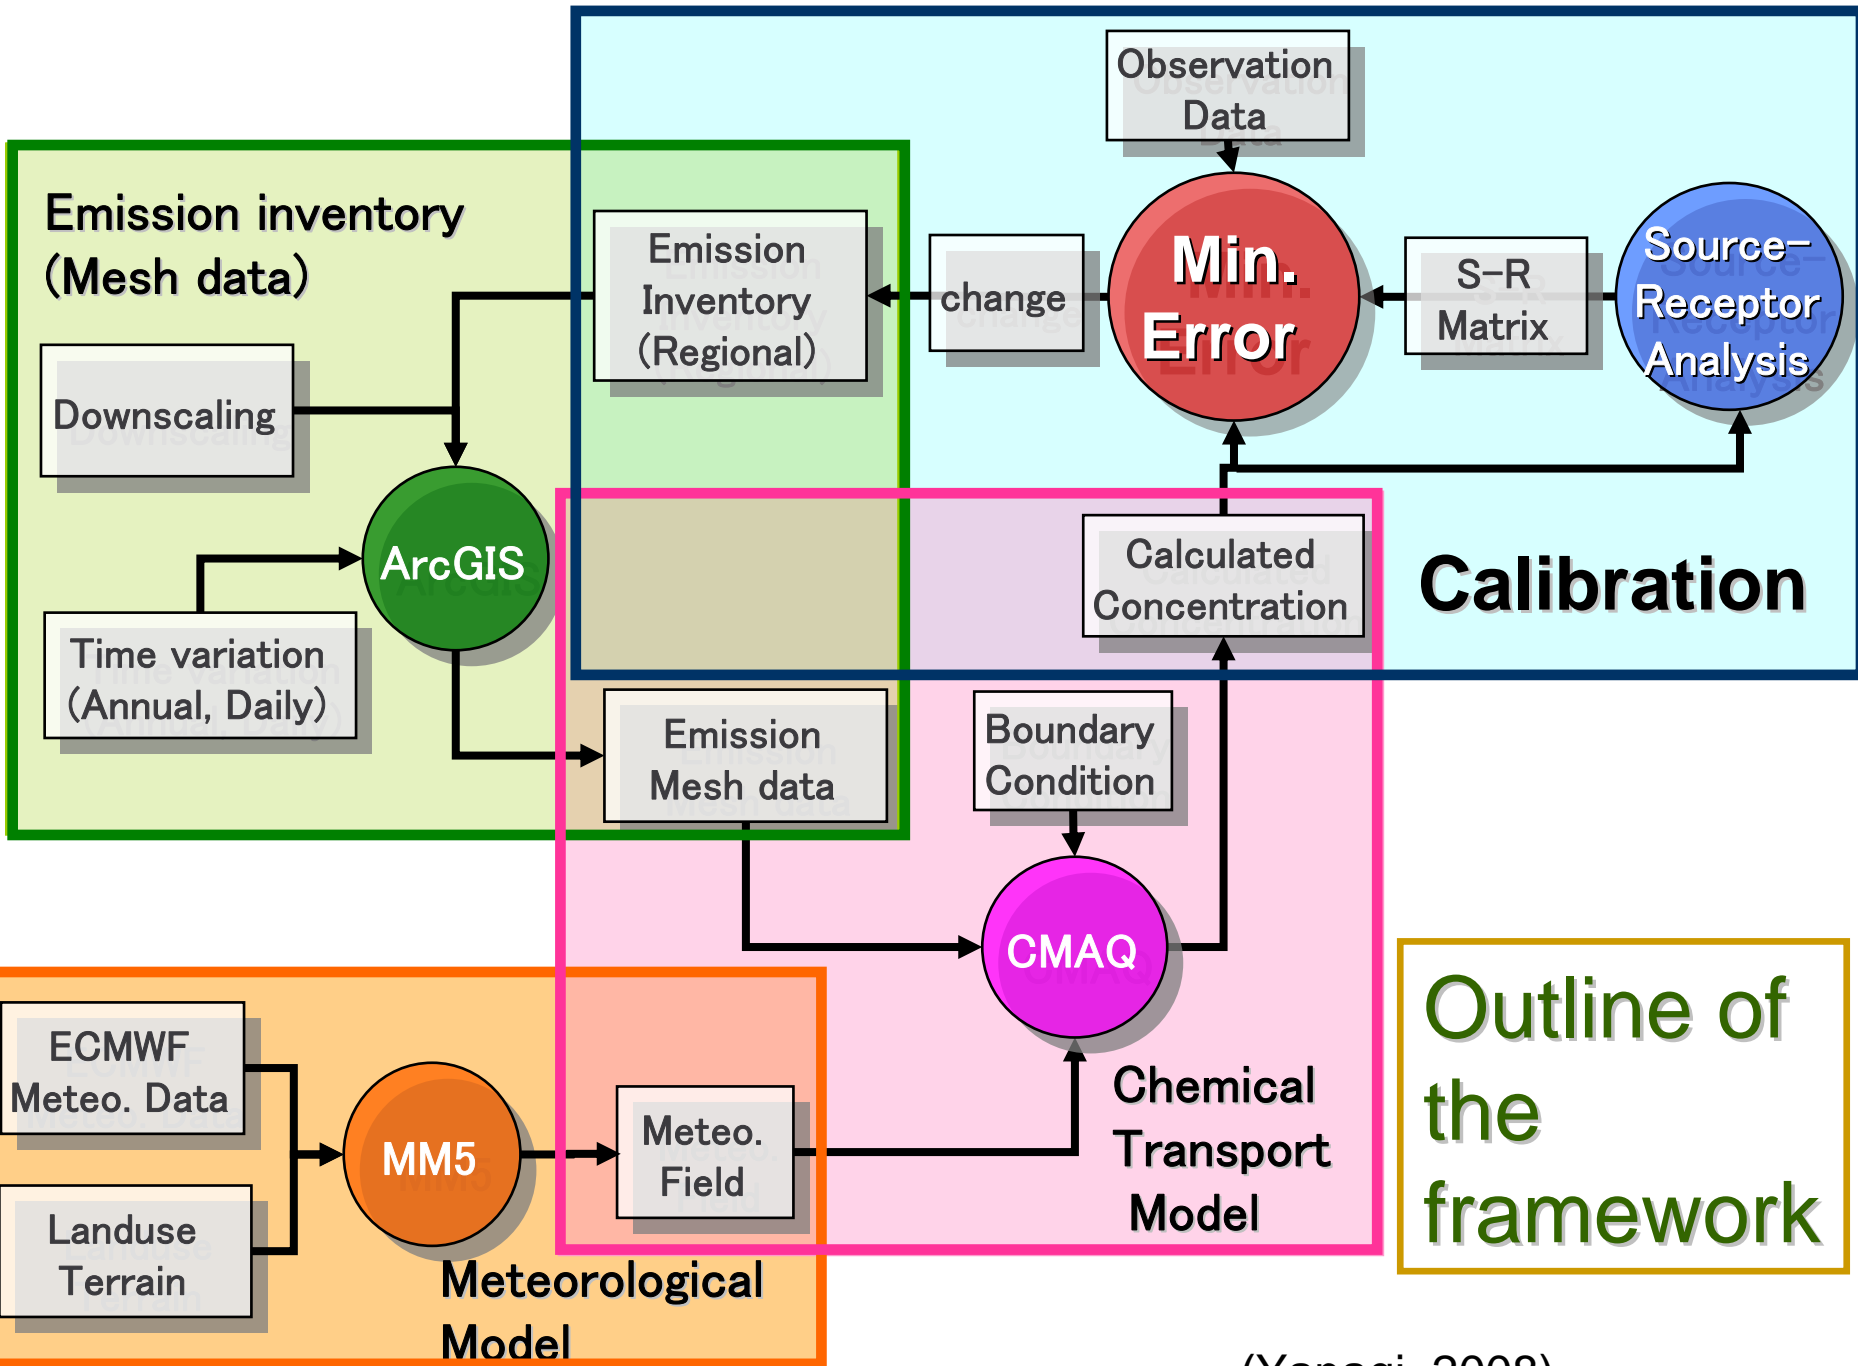 Observation
Data
Emission inventory
(Mesh data)
Emission
Inventory
(Regional)
change
Min.
Error
S-R
Matrix
Source-
Receptor
Analysis
Downscaling
ArcGIS
Time variation
(Annual, Daily)
Calculated
Concentration
Calibration
Emission
Mesh data
Boundary
Condition
CMAQ
Outline of
the
framework
ECMWF
Meteo. Data
MM5
Meteo.
Field
Chemical
Transport
Model
Landuse
Terrain
Meteorological
Model
(Yanagi, 2008)